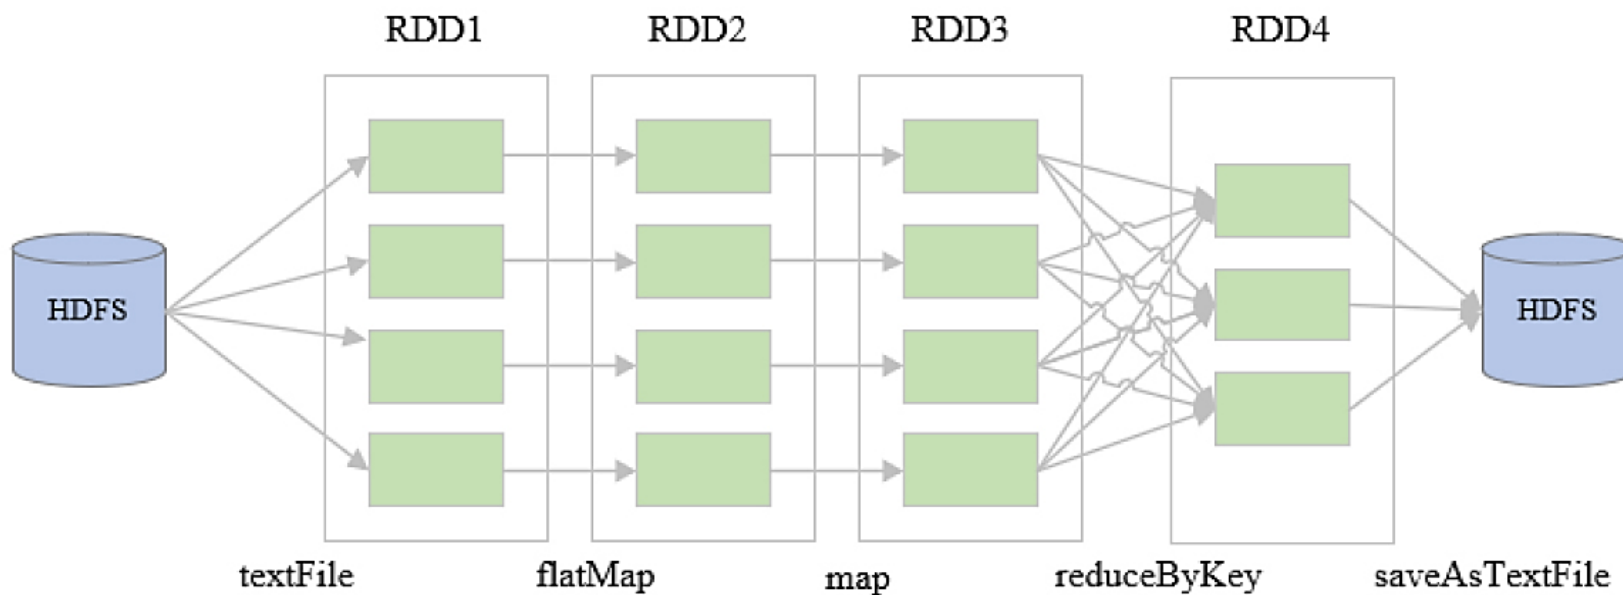 RDD1 RDD2 RDD3 RDD4
HDFS HDFS
textFile flatMap map reduceByKey saveAsTextFile